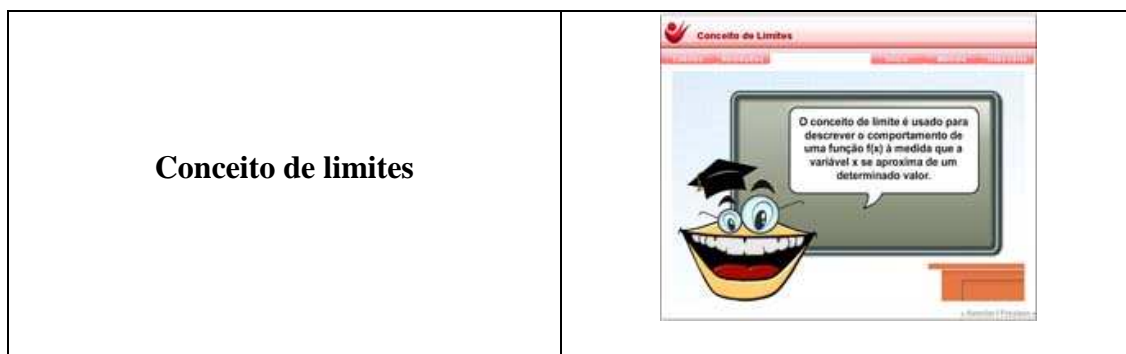 Conceito de limites
Conceito de Limites
O conceito de limite é usado para
descrever o comportamento de
uma função f(x) à medida que a
variável x se aproxima de um
determinado valor.